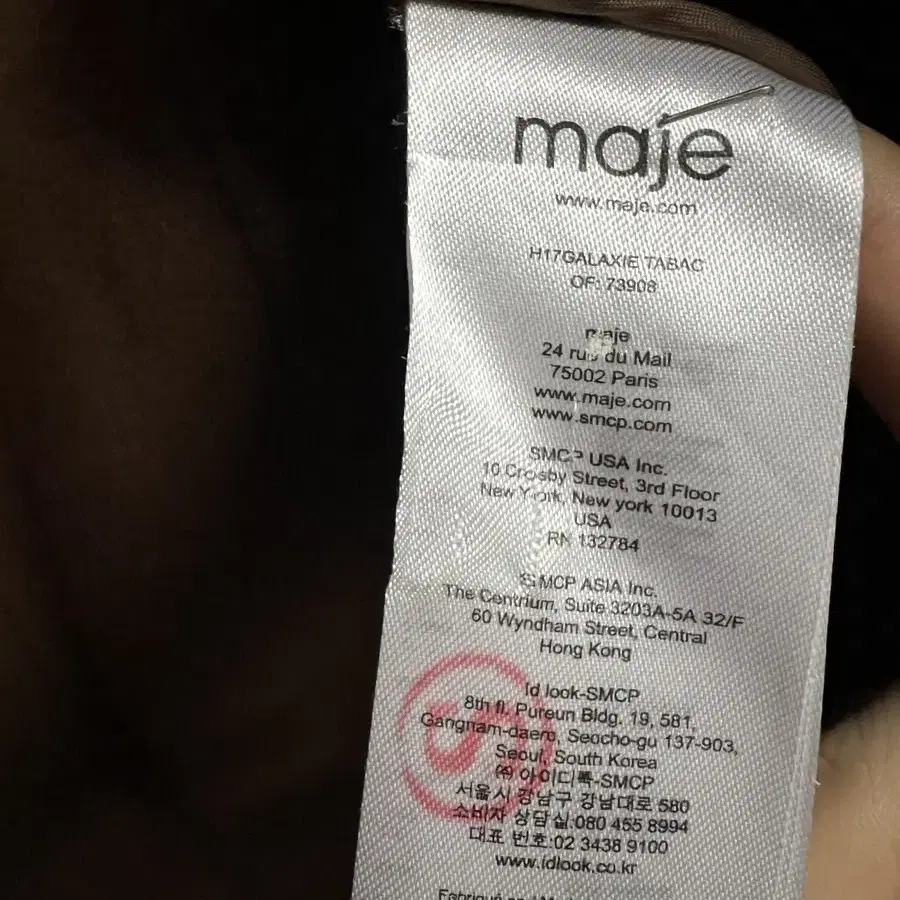 maje
www.maje.com
H17GALAXIE TABAC
OF: 73908
maje
24 rue du Mail
75002 Paris
www.maje.com
www.smcp.com
SMCP USA Inc.
10 Crosby Street, 3rd Floor
New York, New york 10013
USA
RN 132784
SMCP ASIA Inc.
The Centrium, Suite 3203A-5A 32/F
60 Wyndham Street, Central
Hong Kong
Id look-SMCP
8th fl. Pureun Bldg. 19, 581,
Gangnam-daero, Seocho-gu 137-903,
Seoul, South Korea
㈜ 아이디룩-SMCP
서울시 강남구 강남대로 580
소비자 상담실:080 455 8994
대표 번호:02 3438 9100
www.idlook.co.kr